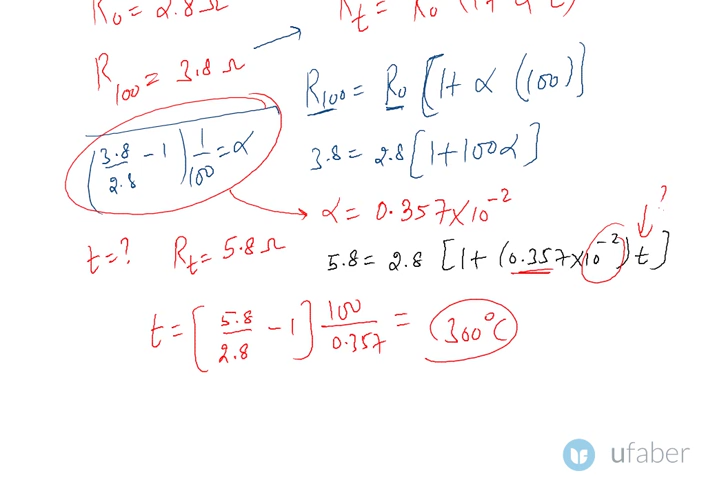 R₀ = 2.8 Ω
R_t = R₀ (1 + α t)
R₁₀₀ = 3.8 Ω
R₁₀₀ = R₀ [1 + α (100)]
(3.8/2.8 − 1) 1/100 = α
3.8 = 2.8 [1 + 100α]
α = 0.357 × 10⁻²
t = ? R_t = 5.8 Ω
?
5.8 = 2.8 [1 + (0.357 × 10⁻²) t]
t = [5.8/2.8 − 1] 100/0.357 = 300°C
ufaber